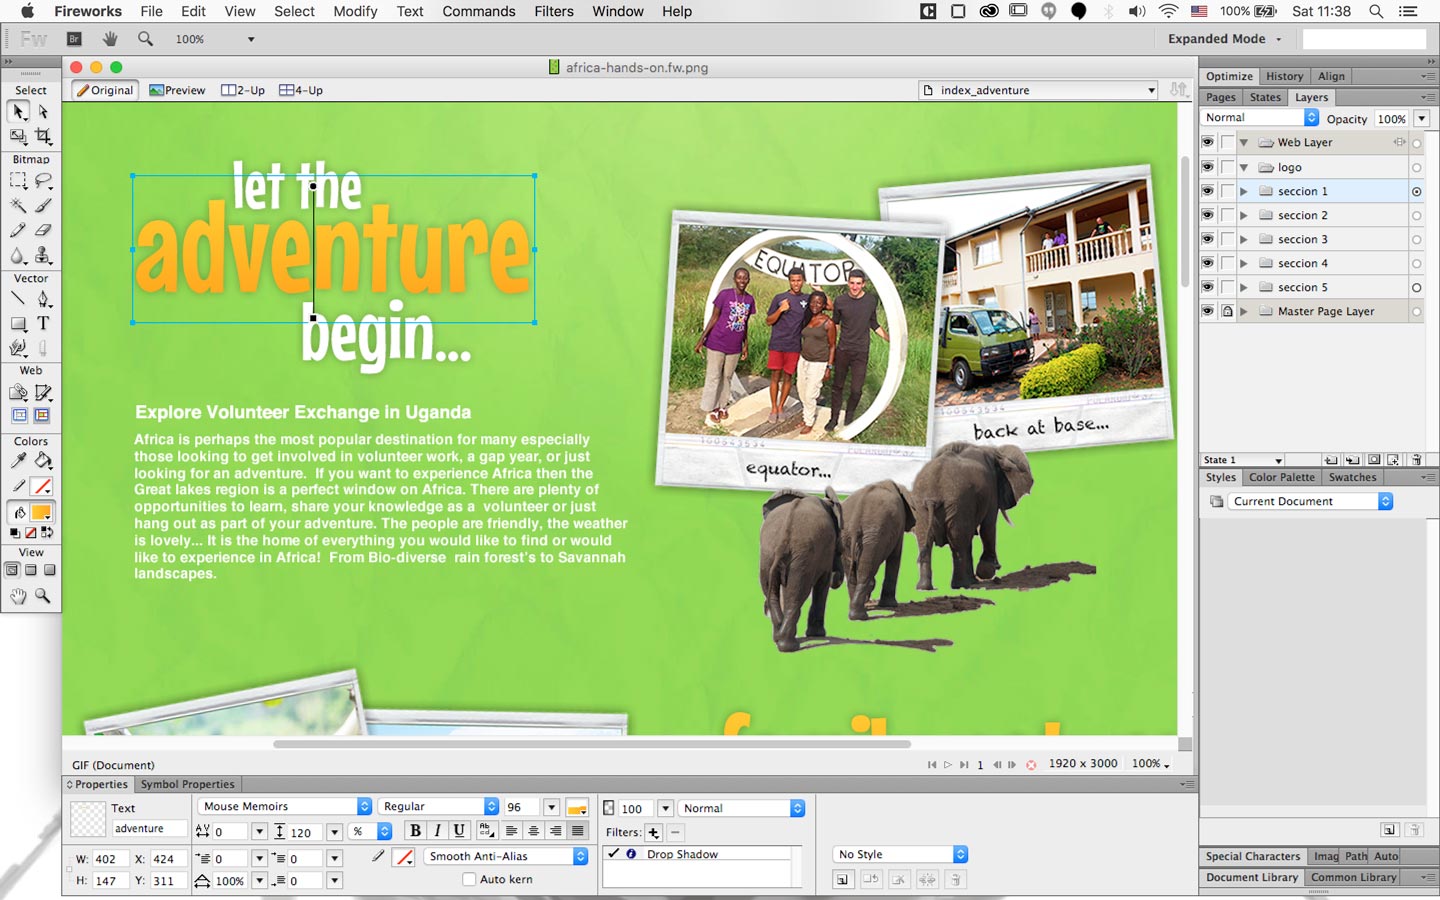 Fireworks File Edit View Select Modify Text Commands Filters Window Help 100% Sat 11:38
Fw Br 100% Expanded Mode
africa-hands-on.fw.png
Original Preview 2-Up 4-Up index_adventure
Select
Bitmap
Vector
Web
Colors
View
let the
adventure
begin...
Explore Volunteer Exchange in Uganda
Africa is perhaps the most popular destination for many especially
those looking to get involved in volunteer work, a gap year, or just
looking for an adventure.  If you want to experience Africa then the
Great lakes region is a perfect window on Africa. There are plenty of
opportunities to learn, share your knowledge as a  volunteer or just
hang out as part of your adventure. The people are friendly, the weather
is lovely... It is the home of everything you would like to find or would
like to experience in Africa!  From Bio-diverse  rain forest's to Savannah
landscapes.
EQUATOR
equator...
back at base...
GIF (Document) 1 1920 x 3000 100%
Properties Symbol Properties
Text
adventure
W: 402 X: 424
H: 147 Y: 311
Mouse Memoirs Regular 96
AV 0 120 % B I U
0 0 Smooth Anti-Alias
100% 0 Auto kern
100 Normal
Filters: + −
Drop Shadow
No Style
Optimize History Align
Pages States Layers
Normal Opacity 100%
Web Layer
logo
seccion 1
seccion 2
seccion 3
seccion 4
seccion 5
Master Page Layer
State 1
Styles Color Palette Swatches
Current Document
Special Characters Imag Path Auto
Document Library Common Library